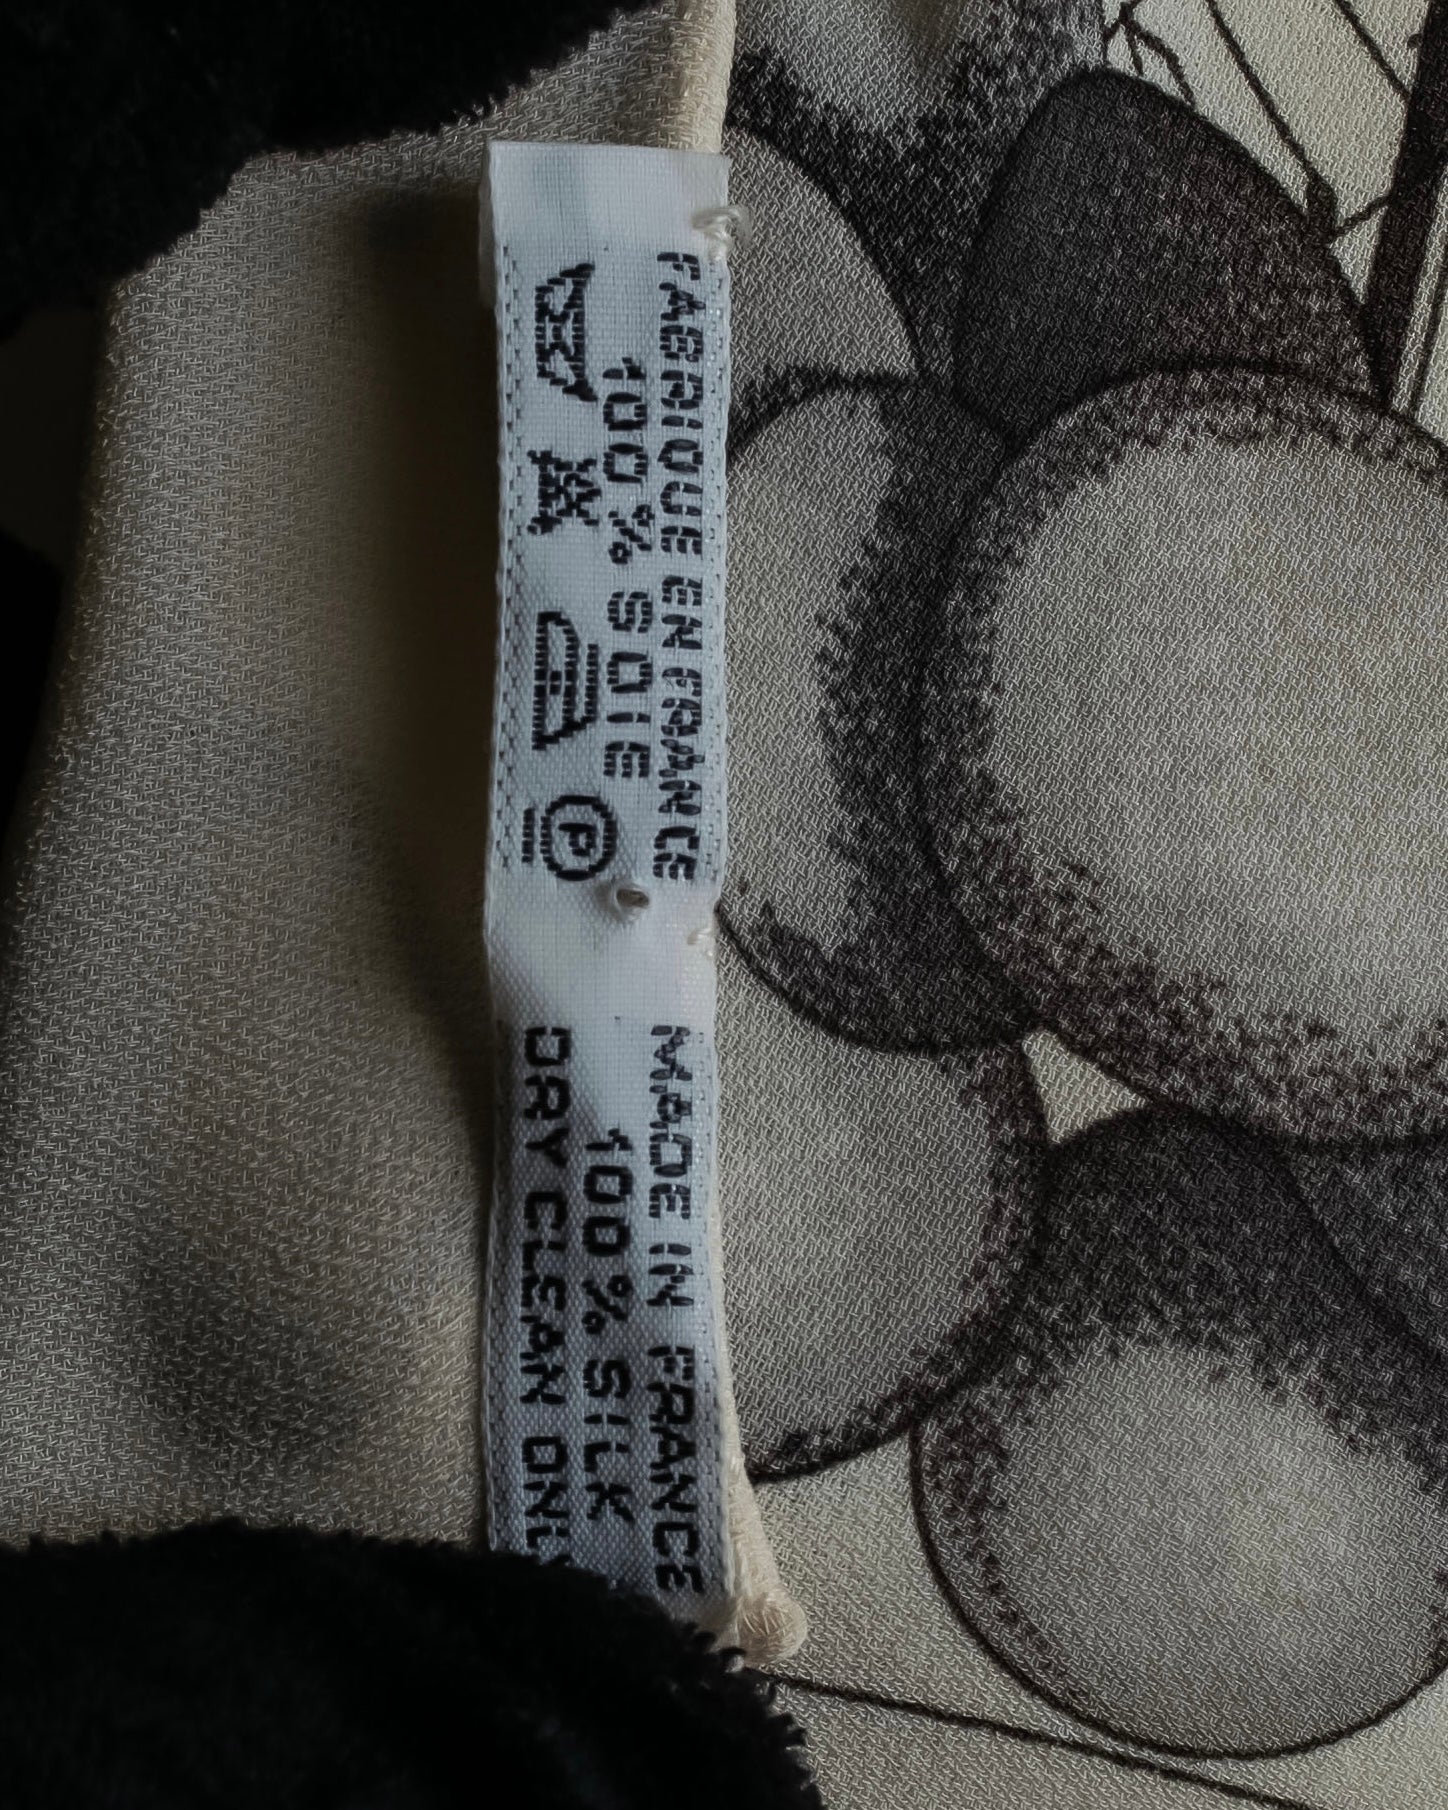 FABRIQUE EN FRANCE
100% SOIE
P
MADE IN FRANCE
100% SILK
DRY CLEAN ONLY